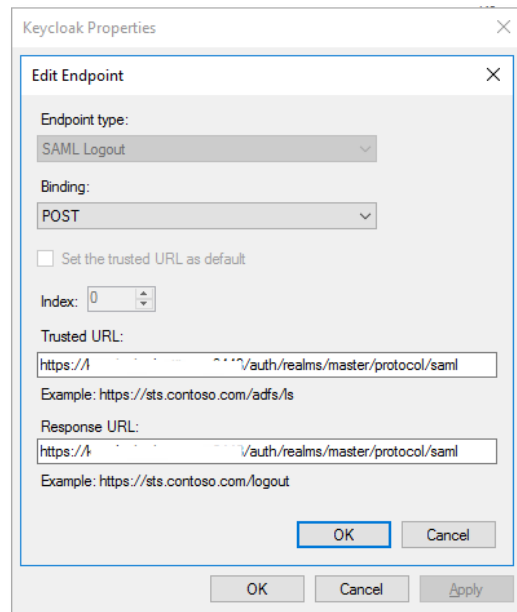 Keycloak Properties
Edit Endpoint
Endpoint type:
SAML Logout
Binding:
POST
Set the trusted URL as default
Index: 0
Trusted URL:
https:// /auth/realms/master/protocol/saml
Example: https://sts.contoso.com/adfs/ls
Response URL:
https:// /auth/realms/master/protocol/saml
Example: https://sts.contoso.com/logout
OK Cancel
OK Cancel Apply